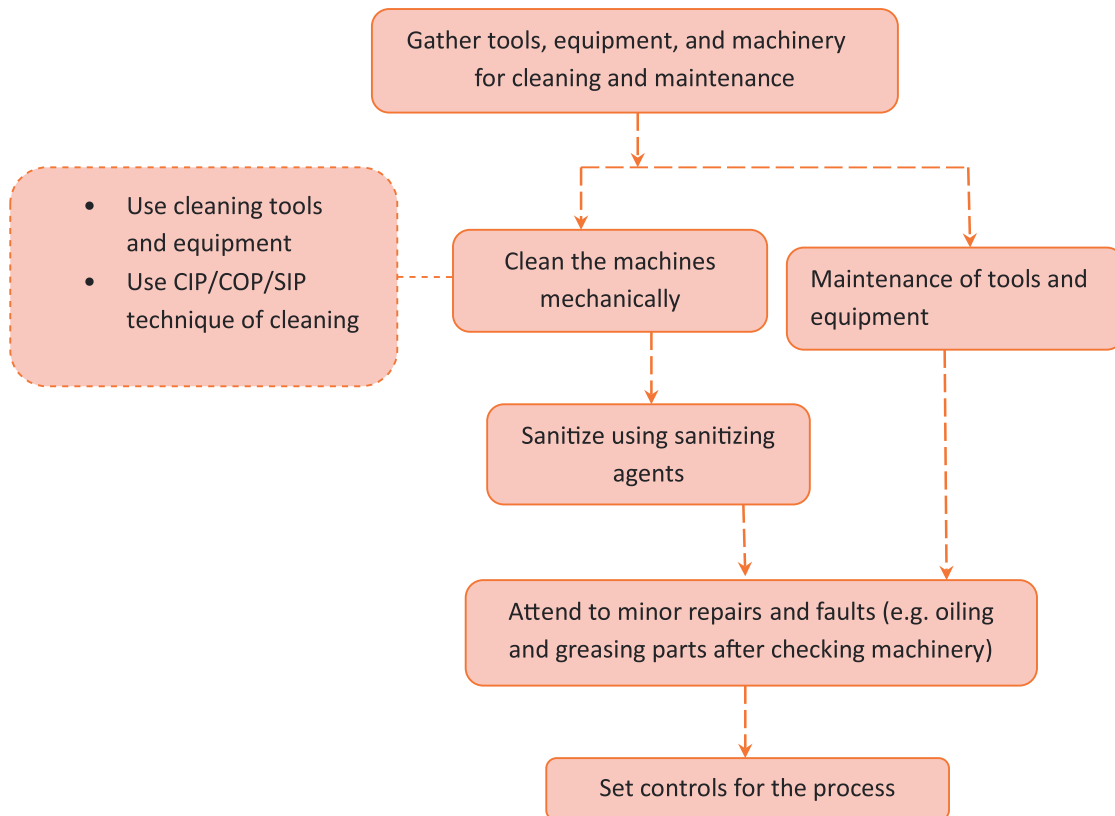 Gather tools, equipment, and machinery
for cleaning and maintenance
• Use cleaning tools
and equipment
• Use CIP/COP/SIP
technique of cleaning
Clean the machines
mechanically
Maintenance of tools and
equipment
Sanitize using sanitizing
agents
Attend to minor repairs and faults (e.g. oiling
and greasing parts after checking machinery)
Set controls for the process